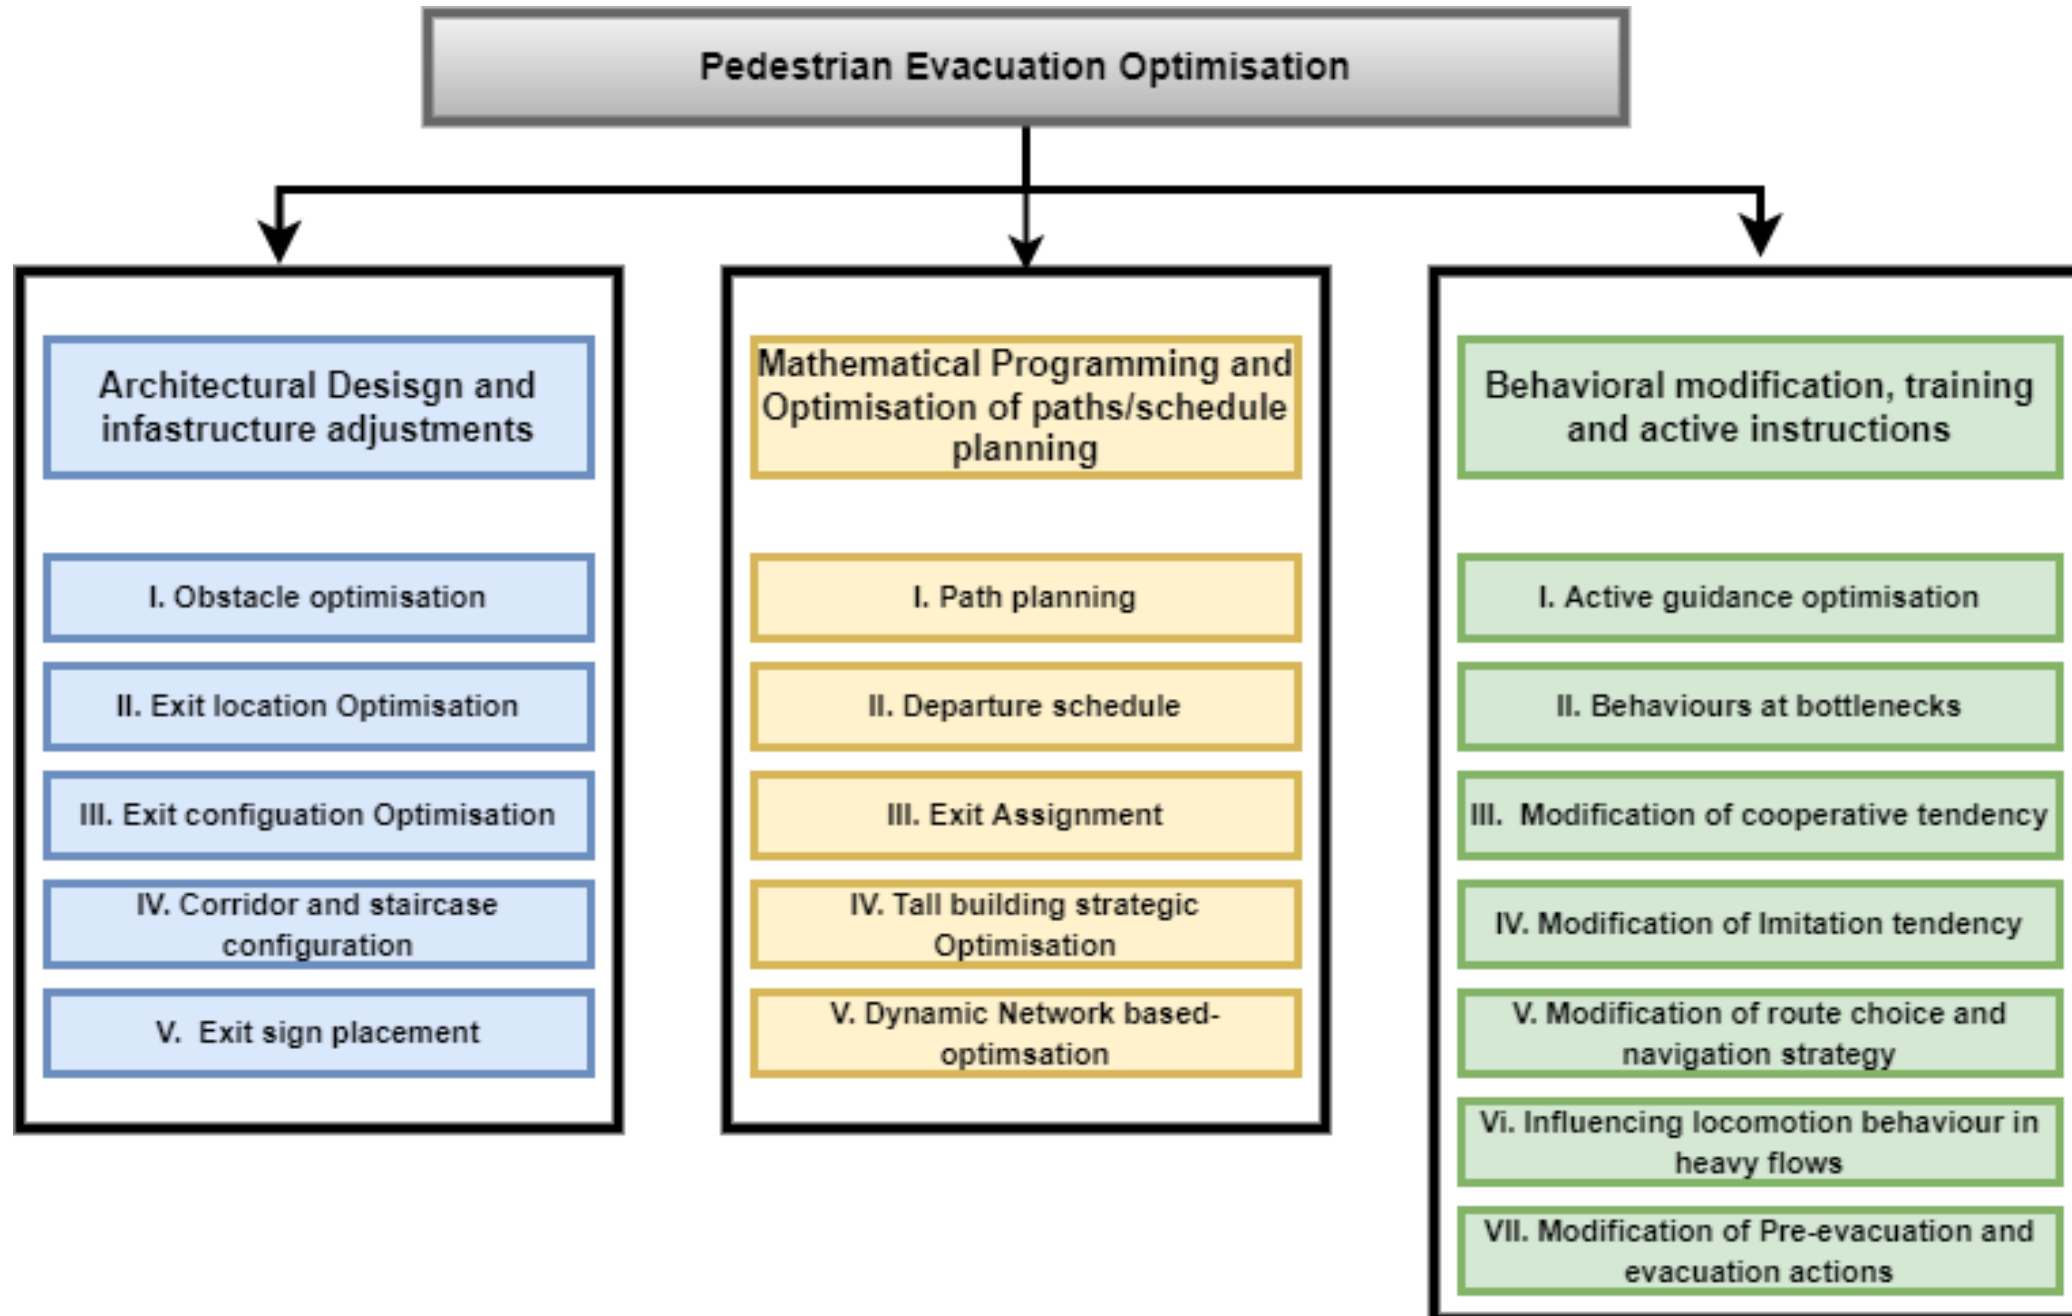 Pedestrian Evacuation Optimisation
Architectural Desisgn and
infastructure adjustments
I. Obstacle optimisation
II. Exit location Optimisation
III. Exit configuation Optimisation
IV. Corridor and staircase
configuration
V. Exit sign placement
Mathematical Programming and
Optimisation of paths/schedule
planning
I. Path planning
II. Departure schedule
III. Exit Assignment
IV. Tall building strategic
Optimisation
V. Dynamic Network based-
optimsation
Behavioral modification, training
and active instructions
I. Active guidance optimisation
II. Behaviours at bottlenecks
III. Modification of cooperative tendency
IV. Modification of Imitation tendency
V. Modification of route choice and
navigation strategy
Vi. Influencing locomotion behaviour in
heavy flows
VII. Modification of Pre-evacuation and
evacuation actions